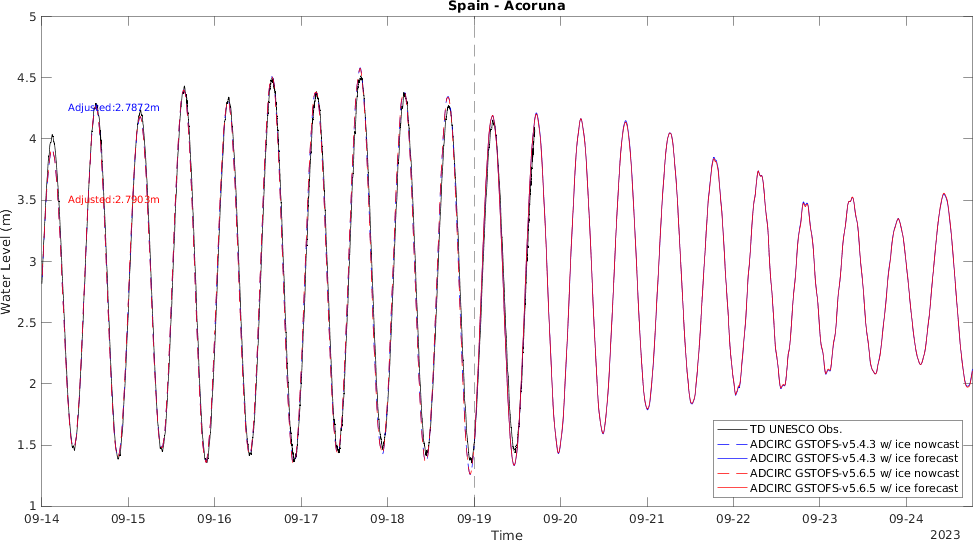 Spain - Acoruna
5
4.5
4
3.5
3
2.5
2
1.5
1
Water Level (m)
Adjusted:2.7872m
Adjusted:2.7903m
TD UNESCO Obs.
ADCIRC GSTOFS-v5.4.3 w/ ice nowcast
ADCIRC GSTOFS-v5.4.3 w/ ice forecast
ADCIRC GSTOFS-v5.6.5 w/ ice nowcast
ADCIRC GSTOFS-v5.6.5 w/ ice forecast
09-14 09-15 09-16 09-17 09-18 09-19 09-20 09-21 09-22 09-23 09-24
Time
2023